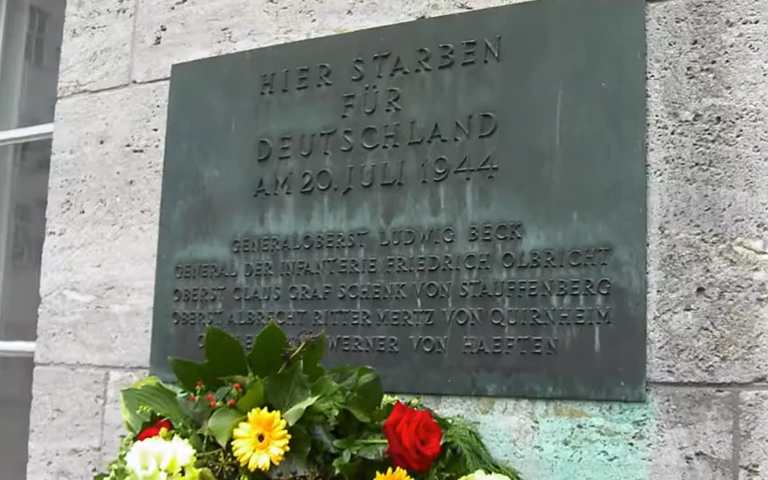 HIER STARBEN
FÜR
DEUTSCHLAND
AM 20. JULI 1944
GENERALOBERST LUDWIG BECK
GENERAL DER INFANTERIE FRIEDRICH OLBRICHT
OBERST CLAUS GRAF SCHENK VON STAUFFENBERG
OBERST ALBRECHT RITTER MERTZ VON QUIRNHEIM
WERNER VON HAEFTEN